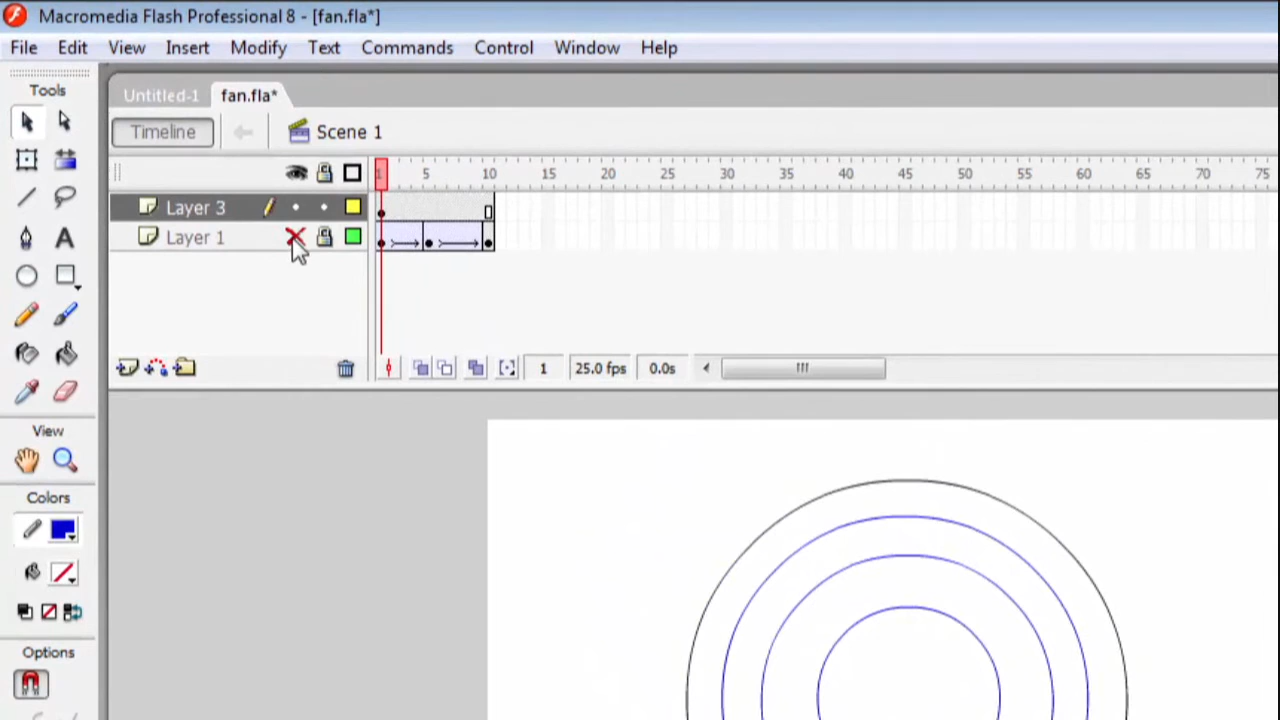 Macromedia Flash Professional 8 - [fan.fla*]
File Edit View Insert Modify Text Commands Control Window Help
Tools
Untitled-1 fan.fla*
Timeline Scene 1
1 5 10 15 20 25 30 35 40 45 50 55 60 65 70 75
Layer 3
Layer 1
1 25.0 fps 0.0s
View
Colors
Options